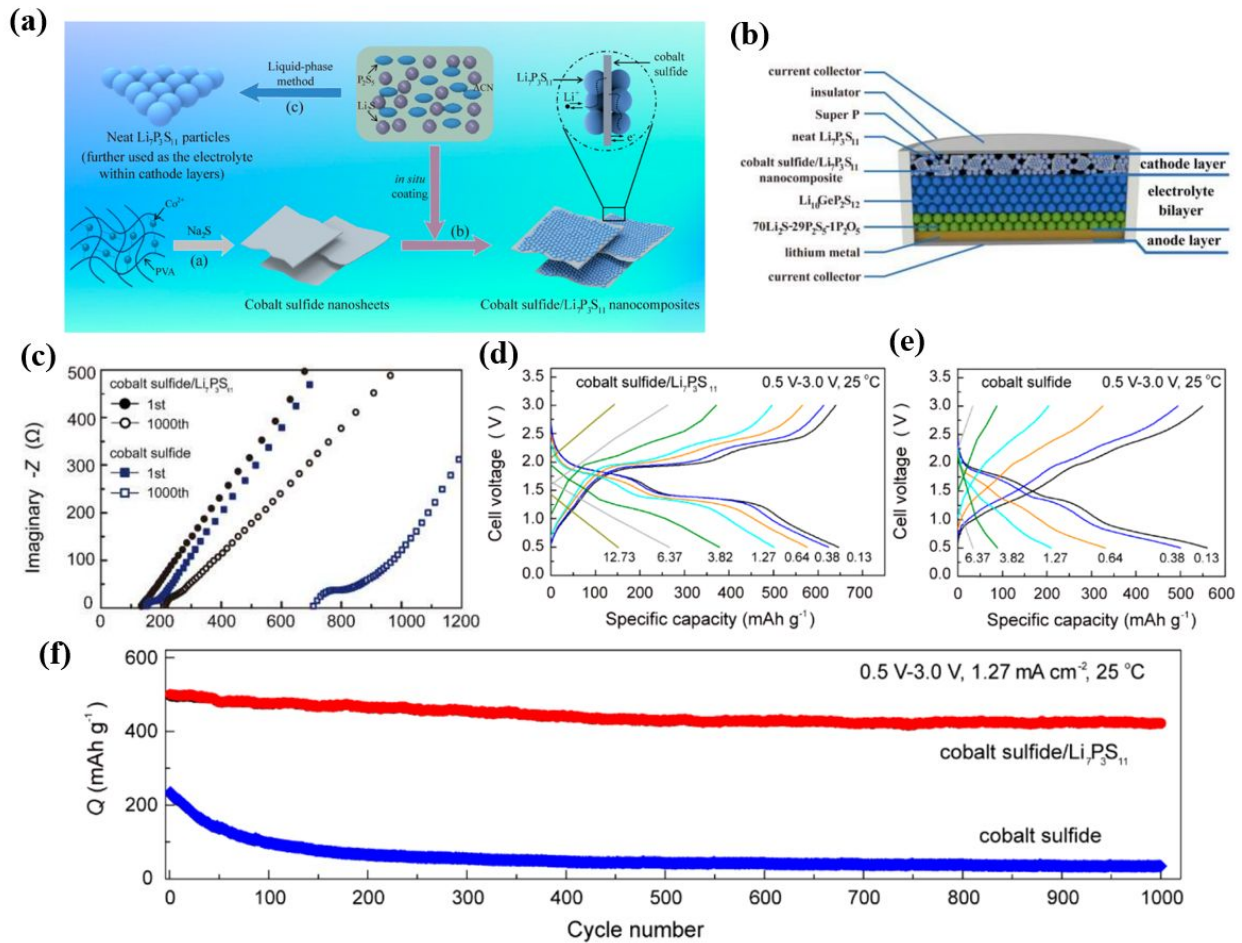 (a)
Liquid-phase
method
(c)
P₂S₅
ACN
Li₂S
Li₇P₃S₁₁
cobalt
sulfide
Li⁺
e⁻
Neat Li₇P₃S₁₁ particles
(further used as the electrolyte
within cathode layers)
in situ
coating
Co²⁺
PVA
Na₂S
(a)
(b)
Cobalt sulfide nanosheets
Cobalt sulfide/Li₇P₃S₁₁ nanocomposites
(b)
current collector
insulator
Super P
neat Li₇P₃S₁₁
cobalt sulfide/Li₇P₃S₁₁
nanocomposite
Li₁₀GeP₂S₁₂
70Li₂S-29P₂S₅-1P₂O₅
lithium metal
current collector
cathode layer
electrolyte
bilayer
anode layer
(c)
cobalt sulfide/Li₇P₃S₁₁
1st
1000th
cobalt sulfide
1st
1000th
Imaginary -Z (Ω)
500
400
300
200
100
0
0 200 400 600 800 1000 1200
(d)
cobalt sulfide/Li₇P₃S₁₁
0.5 V-3.0 V, 25 °C
Cell voltage ( V )
3.5
3.0
2.5
2.0
1.5
1.0
0.5
0.0
12.73 6.37 3.82 1.27 0.64 0.38 0.13
0 100 200 300 400 500 600 700
Specific capacity (mAh g⁻¹)
(e)
cobalt sulfide
0.5 V-3.0 V, 25 °C
Cell voltage ( V )
3.5
3.0
2.5
2.0
1.5
1.0
0.5
0.0
6.37 3.82 1.27 0.64 0.38 0.13
0 100 200 300 400 500 600
Specific capacity (mAh g⁻¹)
(f)
0.5 V-3.0 V, 1.27 mA cm⁻², 25 °C
cobalt sulfide/Li₇P₃S₁₁
cobalt sulfide
Q (mAh g⁻¹)
600
400
200
0
0 100 200 300 400 500 600 700 800 900 1000
Cycle number